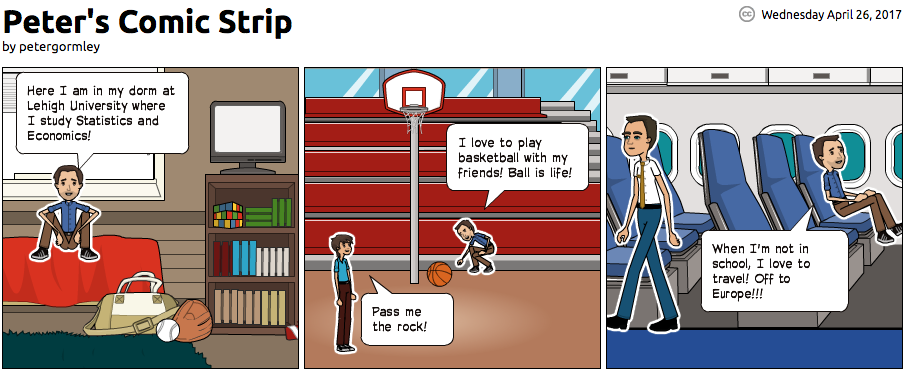 Peter's Comic Strip
cc Wednesday April 26, 2017
by petergormley
Here I am in my dorm at
Lehigh University where
I study Statistics and
Economics!
I love to play
basketball with my
friends! Ball is life!
Pass me
the rock!
When I'm not in
school, I love to
travel! Off to
Europe!!!